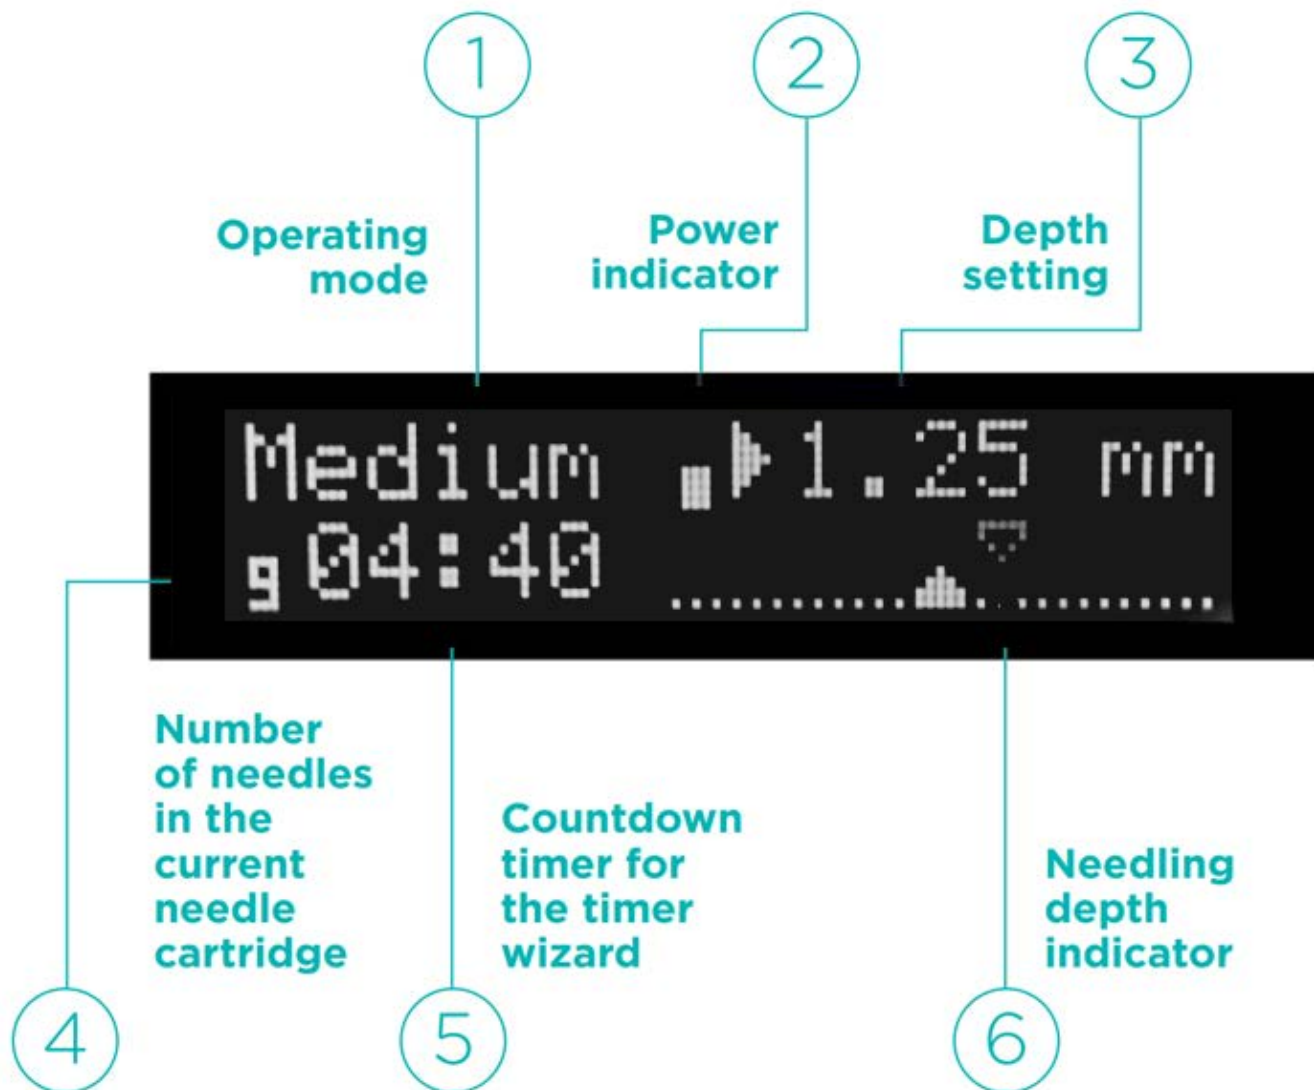 1
2
3
Operating
mode
Power
indicator
Depth
setting
Medium 1.25 mm
9 04:40
Number
of needles
in the
current
needle
cartridge
Countdown
timer for
the timer
wizard
Needling
depth
indicator
4
5
6